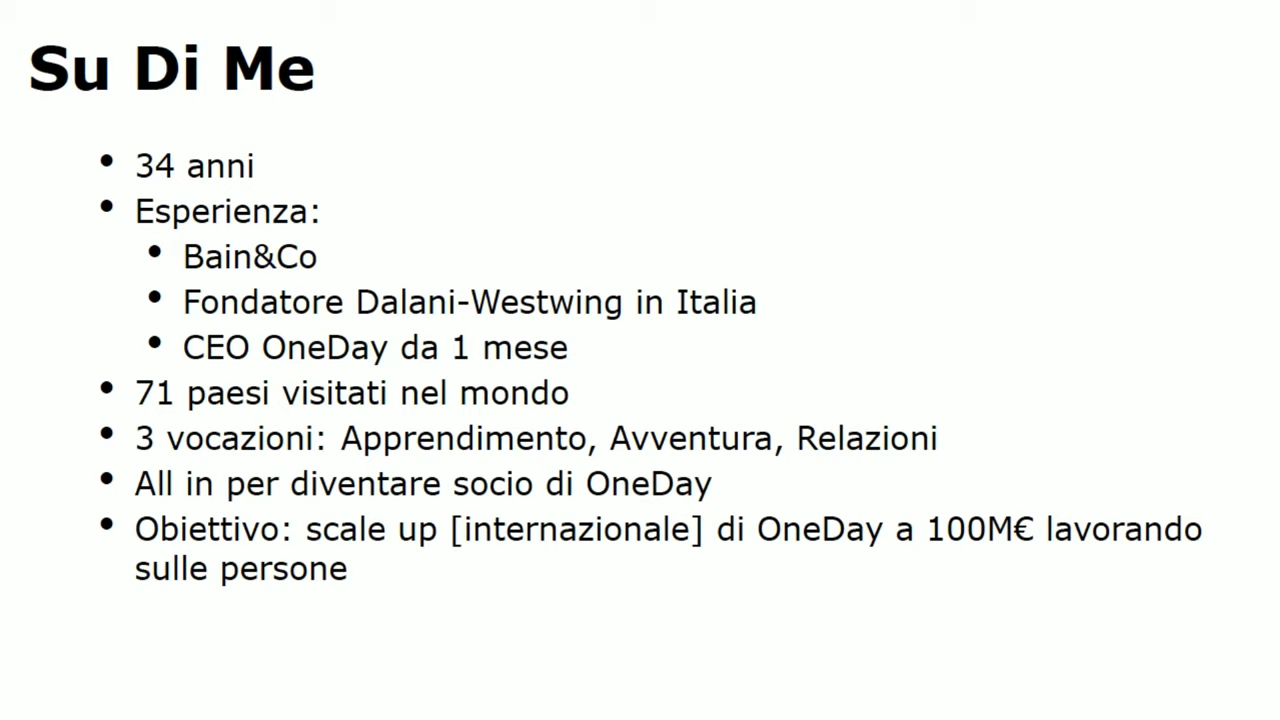 Su Di Me
• 34 anni
• Esperienza:
• Bain&Co
• Fondatore Dalani-Westwing in Italia
• CEO OneDay da 1 mese
• 71 paesi visitati nel mondo
• 3 vocazioni: Apprendimento, Avventura, Relazioni
• All in per diventare socio di OneDay
• Obiettivo: scale up [internazionale] di OneDay a 100M€ lavorando
sulle persone